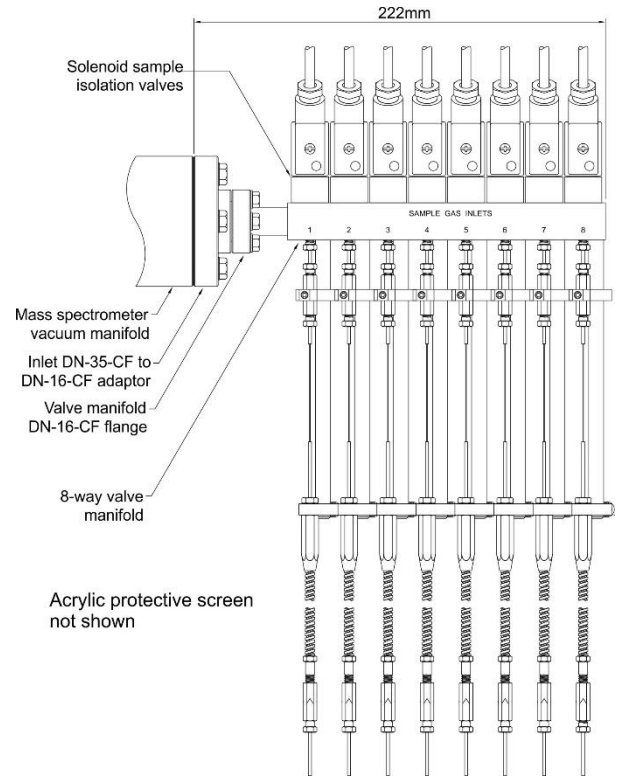 222mm
Solenoid sample
isolation valves
SAMPLE GAS INLETS
1 2 3 4 5 6 7 8
Mass spectrometer
vacuum manifold
Inlet DN-35-CF to
DN-16-CF adaptor
Valve manifold
DN-16-CF flange
8-way valve
manifold
Acrylic protective screen
not shown